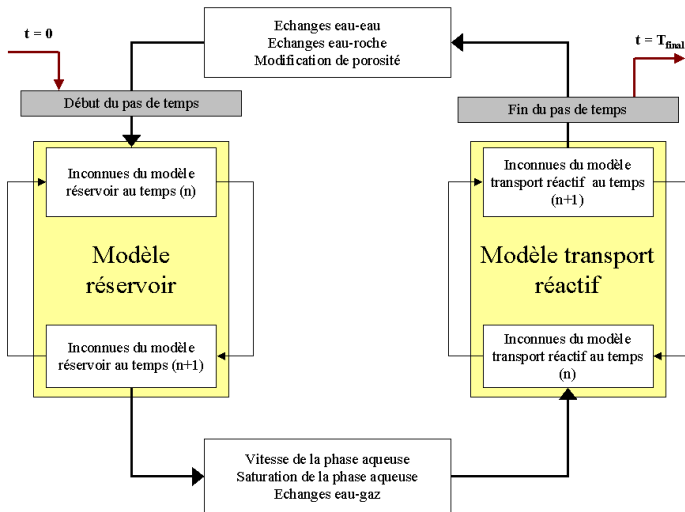 t = 0
Echanges eau-eau
Echanges eau-roche
Modification de porosité
t = Tfinal
Début du pas de temps
Fin du pas de temps
Inconnues du modèle
réservoir au temps (n)
Inconnues du modèle
transport réactif au temps
(n+1)
Modèle
réservoir
Modèle transport
réactif
Inconnues du modèle
réservoir au temps (n+1)
Inconnues du modèle
transport réactif au temps
(n)
Vitesse de la phase aqueuse
Saturation de la phase aqueuse
Echanges eau-gaz